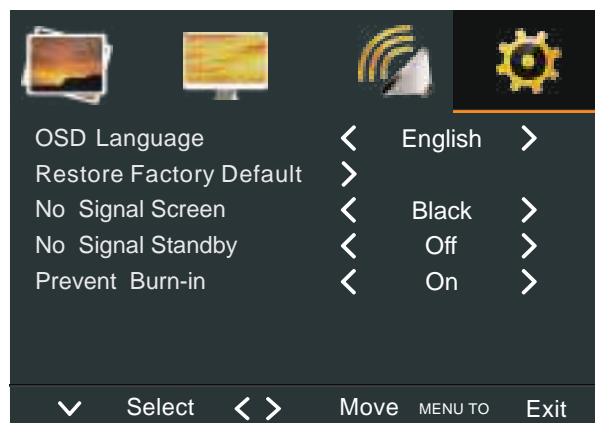 OSD Language English
Restore Factory Default
No Signal Screen Black
No Signal Standby Off
Prevent Burn-in On
Select Move MENU TO Exit